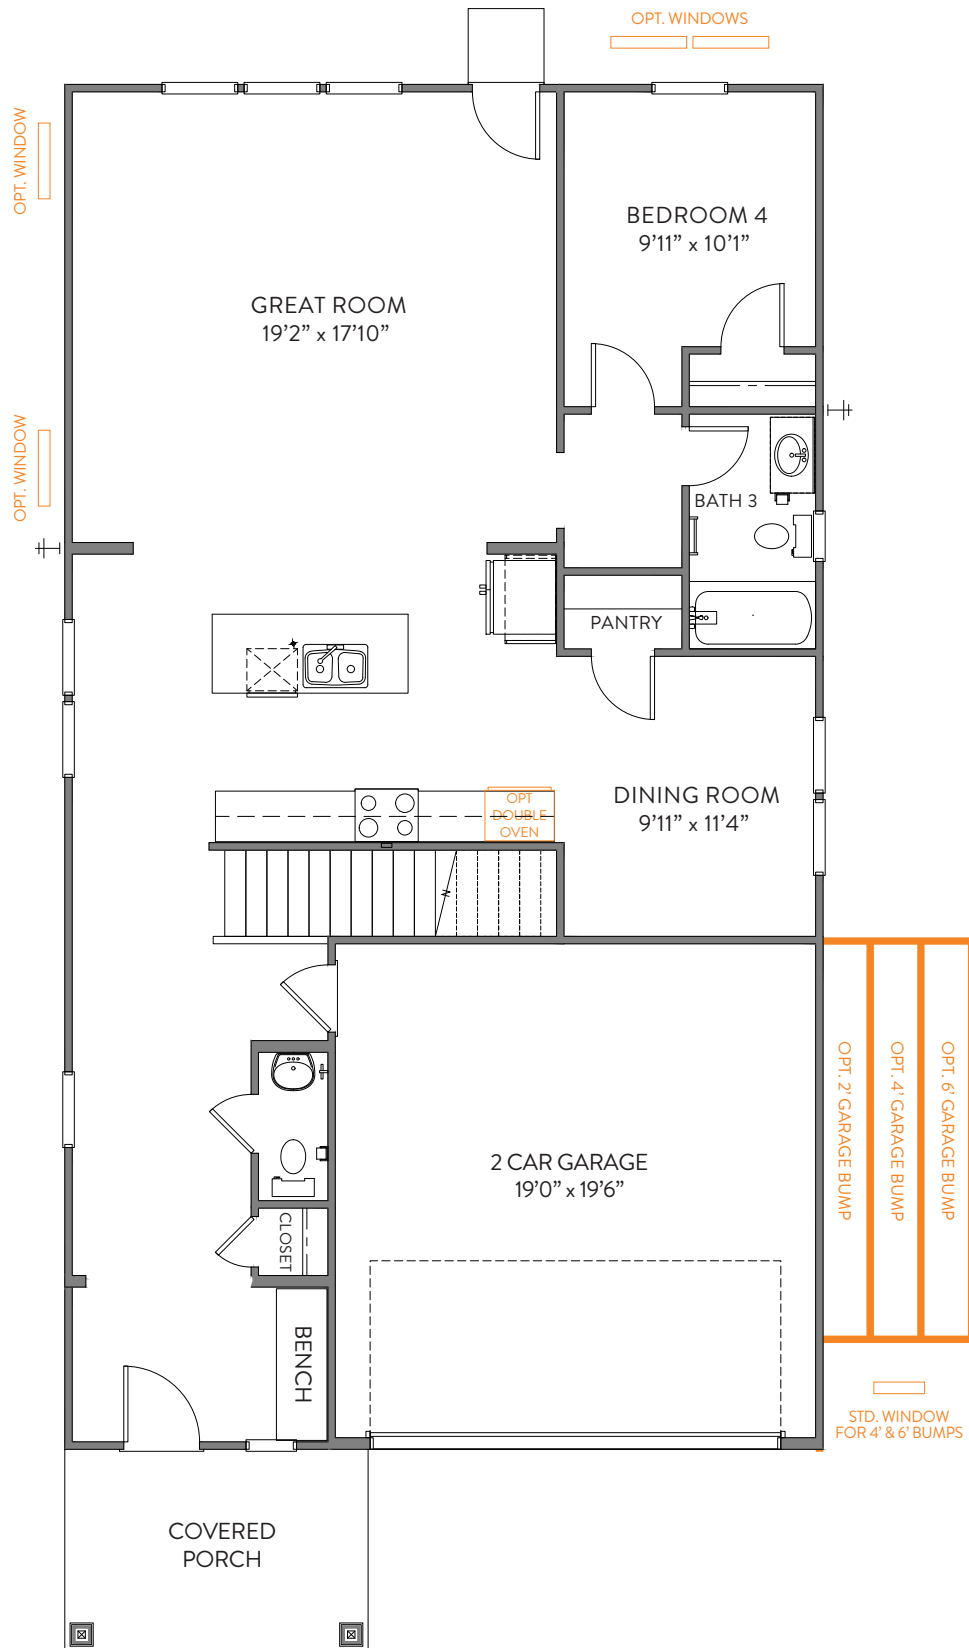 OPT. WINDOWS
OPT. WINDOW
BEDROOM 4
9’11” x 10’1”
GREAT ROOM
19’2” x 17’10”
OPT. WINDOW
BATH 3
PANTRY
OPT
DOUBLE
OVEN
DINING ROOM
9’11” x 11’4”
OPT. 2’ GARAGE BUMP
OPT. 4’ GARAGE BUMP
OPT. 6’ GARAGE BUMP
2 CAR GARAGE
19’0” x 19’6”
CLOSET
BENCH
STD. WINDOW
FOR 4’ & 6’ BUMPS
COVERED
PORCH